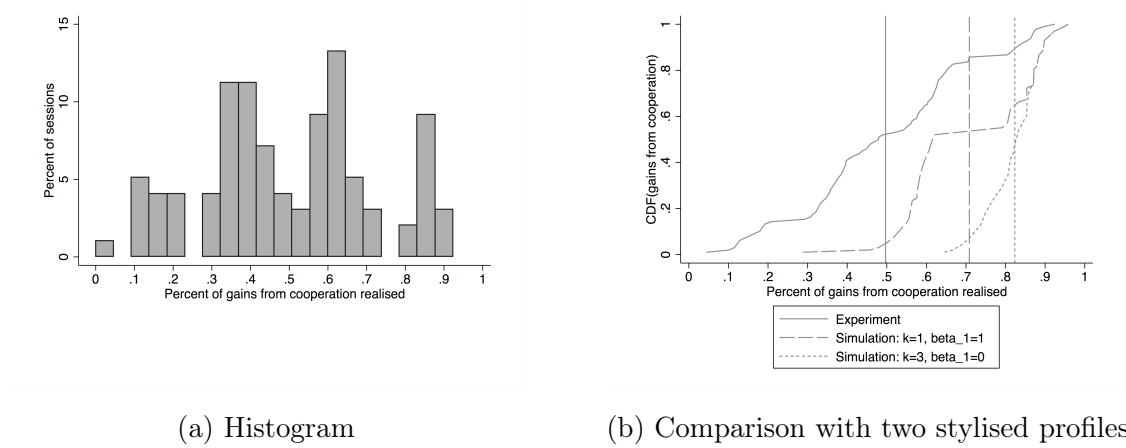 15
10
5
0
Percent of sessions
0 .1 .2 .3 .4 .5 .6 .7 .8 .9 1
Percent of gains from cooperation realised
(a) Histogram
1
.8
.6
.4
.2
0
CDF(gains from cooperation)
0 .1 .2 .3 .4 .5 .6 .7 .8 .9 1
Percent of gains from cooperation realised
Experiment
Simulation: k=1, beta_1=1
Simulation: k=3, beta_1=0
(b) Comparison with two stylised profiles